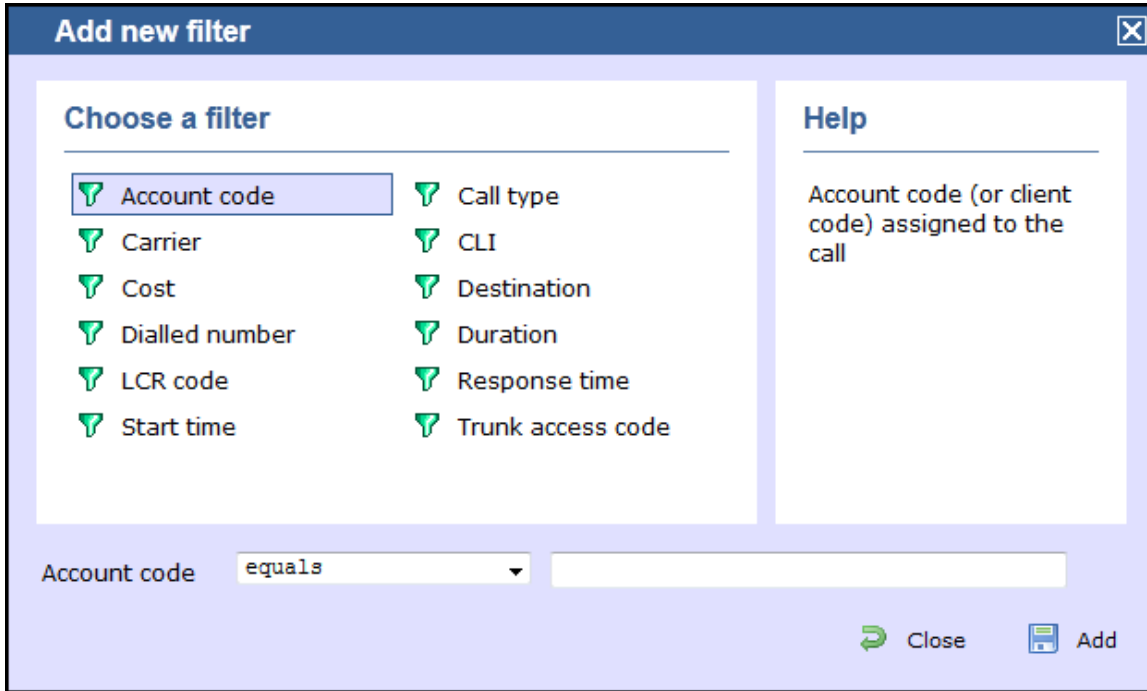 Add new filter
Choose a filter
Account code
Call type
Carrier
CLI
Cost
Destination
Dialled number
Duration
LCR code
Response time
Start time
Trunk access code
Help
Account code (or client
code) assigned to the
call
Account code
equals
Close
Add